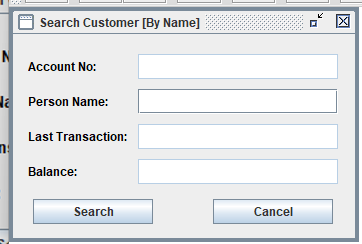 Search Customer [By Name]
Account No:
Person Name:
Last Transaction:
Balance:
Search Cancel